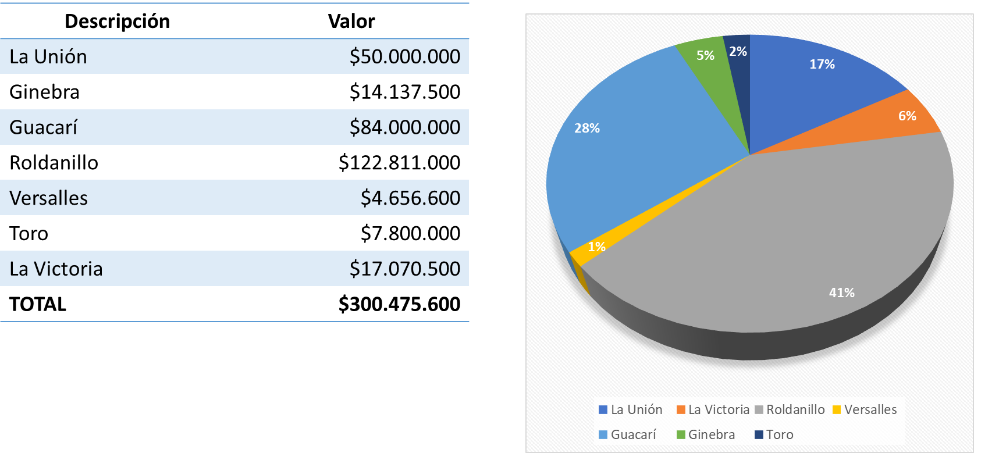 Descripción Valor
La Unión $50.000.000
Ginebra $14.137.500
Guacarí $84.000.000
Roldanillo $122.811.000
Versalles $4.656.600
Toro $7.800.000
La Victoria $17.070.500
TOTAL $300.475.600
2%
5%
17%
6%
28%
1%
41%
La Unión La Victoria Roldanillo Versalles
Guacarí Ginebra Toro